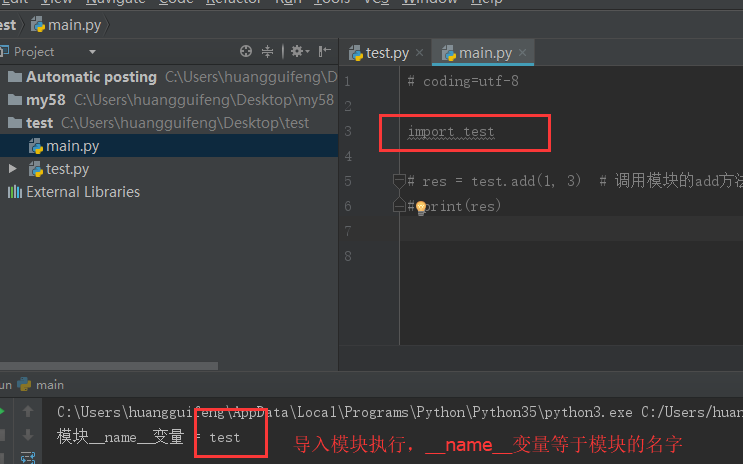 Navigate Code Refactor Run Tools VCS Window Help
est main.py
Project
test.py × main.py ×
Automatic posting C:\Users\huangguifeng\D
my58 C:\Users\huangguifeng\Desktop\my58
test C:\Users\huangguifeng\Desktop\test
main.py
test.py
External Libraries
1 # coding=utf-8
2
3 import test
4
5 # res = test.add(1, 3) # 调用模块的add方法
6 # print(res)
7
8
un main
C:\Users\huangguifeng\AppData\Local\Programs\Python\Python35\python3.exe C:/Users/huan
模块__name__变量 = test
导入模块执行，__name__变量等于模块的名字